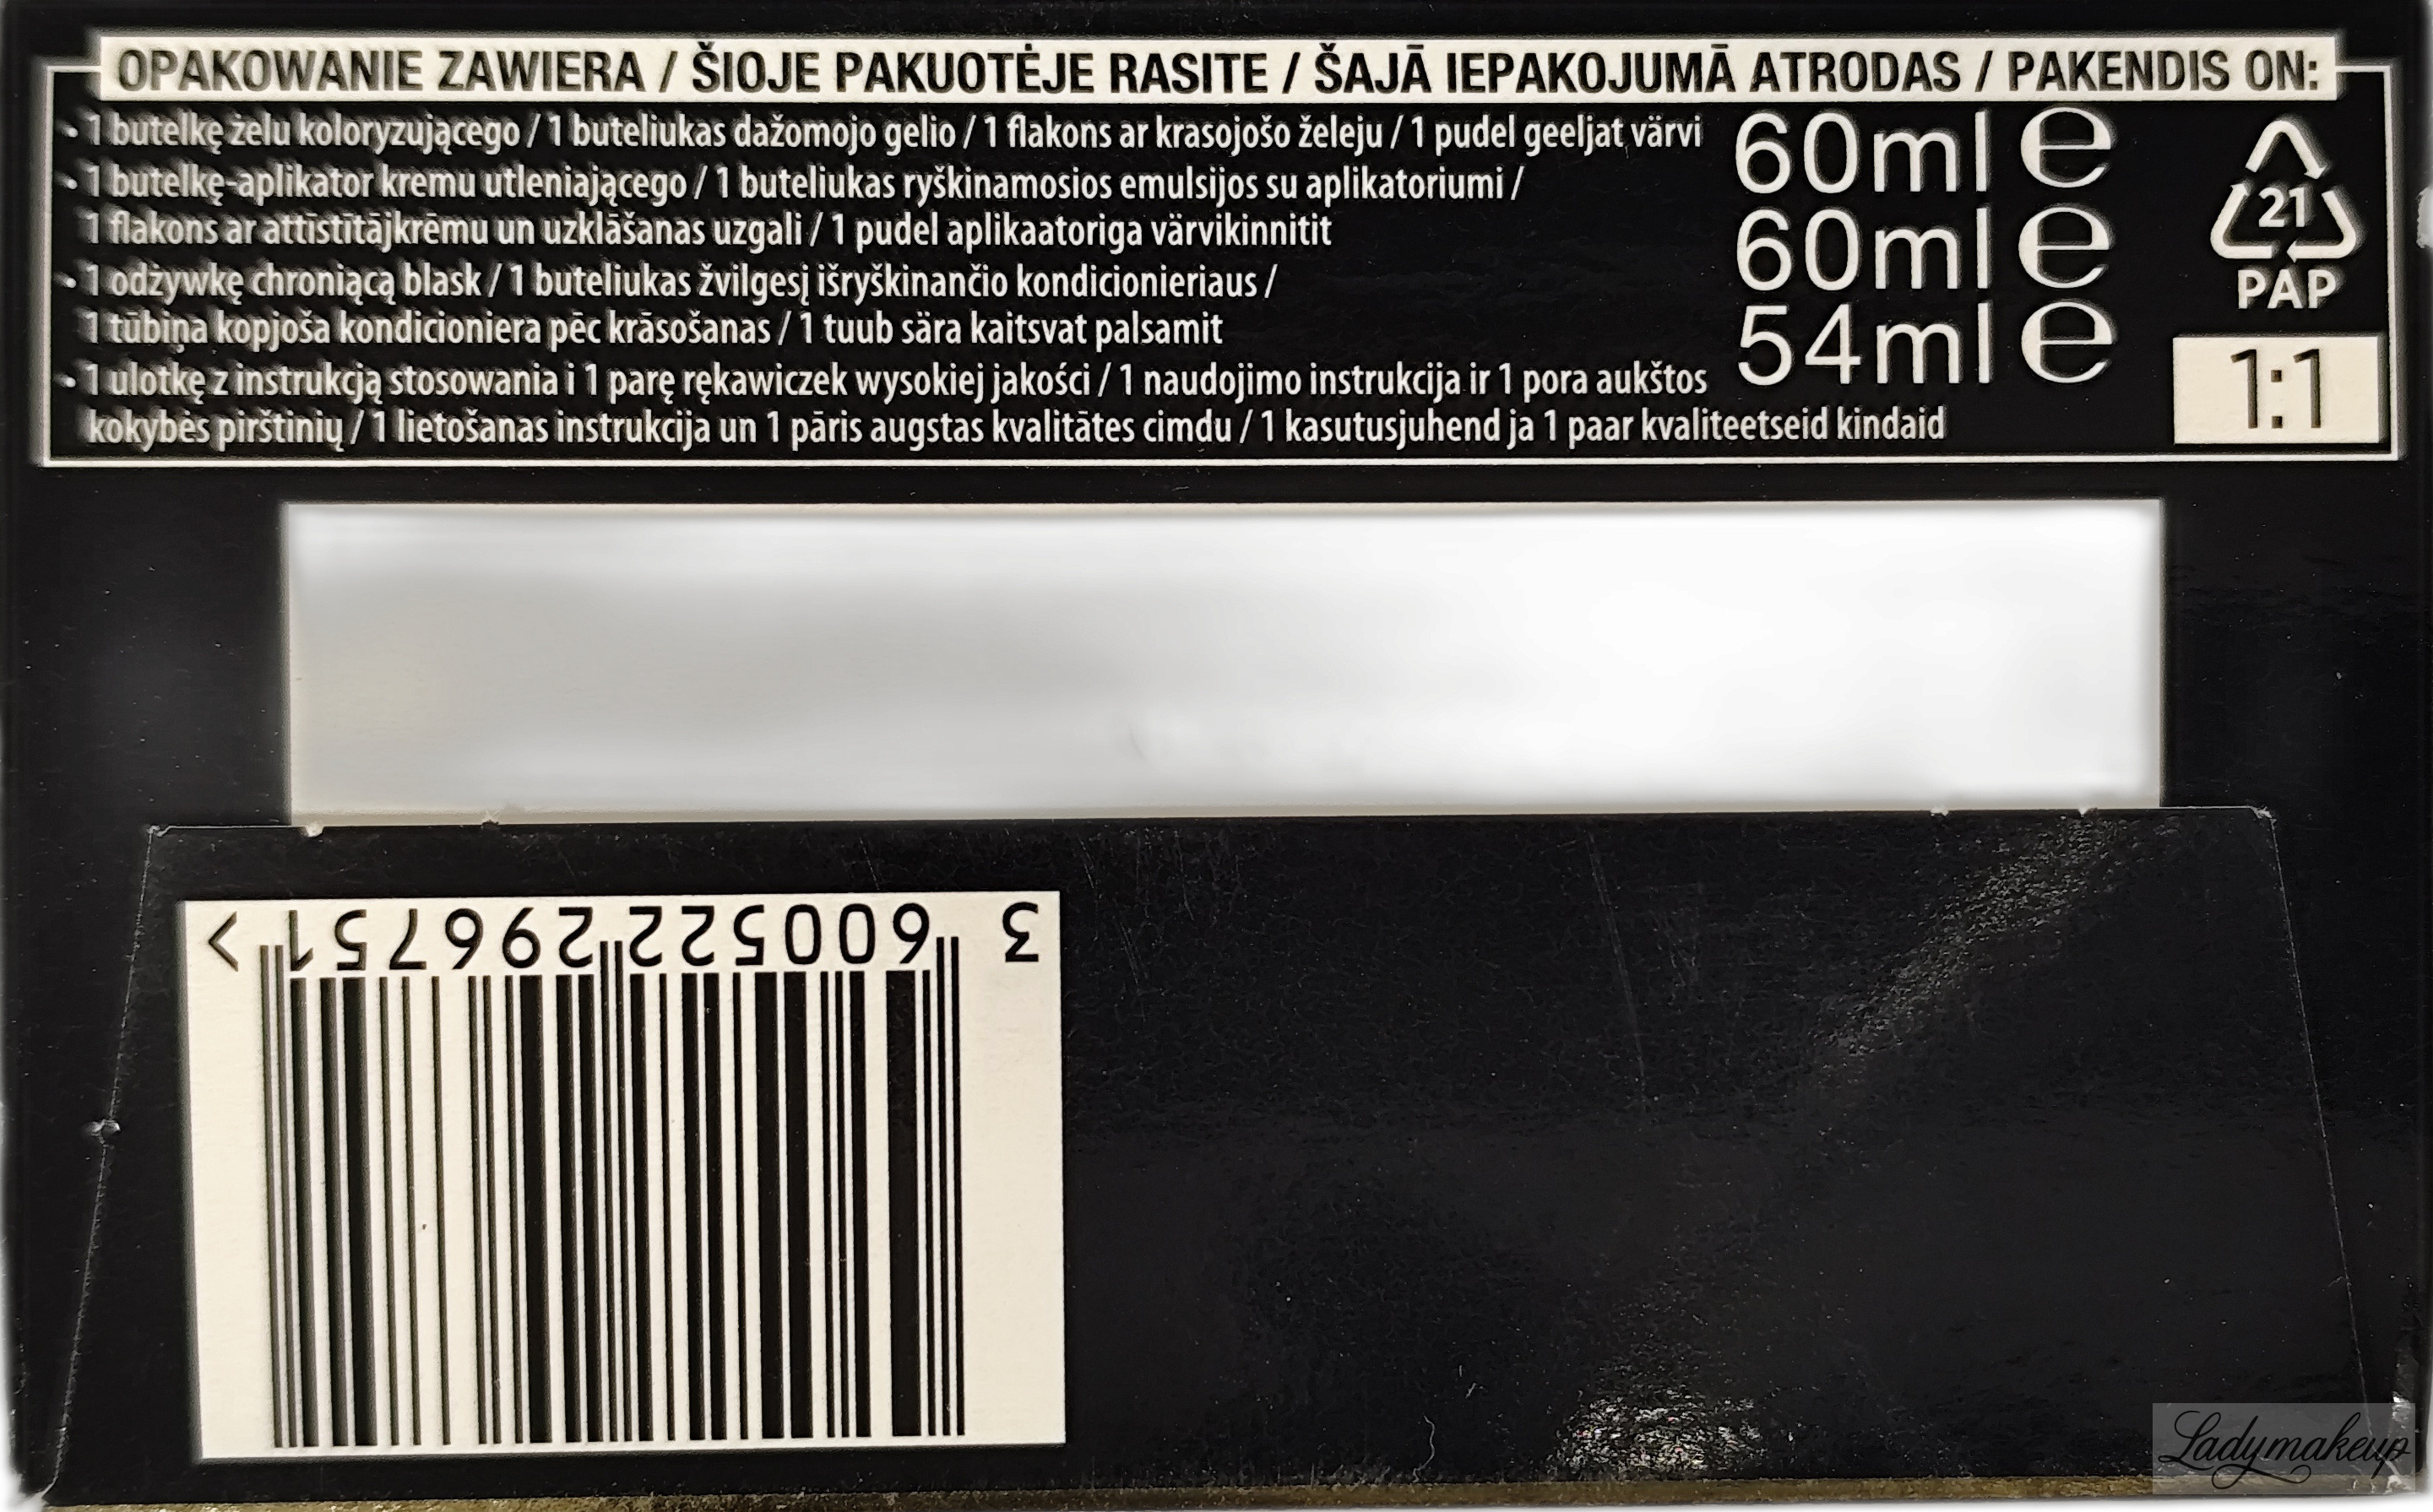 OPAKOWANIE ZAWIERA / ŠIOJE PAKUOTĖJE RASITE / ŠAJĀ IEPAKOJUMĀ ATRODAS / PAKENDIS ON:
• 1 butelkę żelu koloryzującego / 1 buteliukas dažomojo gelio / 1 flakons ar krasojošo želeju / 1 pudel geeljat värvi 60ml e
• 1 butelkę-aplikator kremu utleniającego / 1 buteliukas ryškinamosios emulsijos su aplikatoriumi /
1 flakons ar attīstītājkrēmu un uzklāšanas uzgali / 1 pudel aplikaatoriga värvikinnitit 60ml e
• 1 odżywkę chroniącą blask / 1 buteliukas žvilgesį išryškinančio kondicionieriaus /
1 tūbiņa kopjoša kondicioniera pēc krāsošanas / 1 tuub sära kaitsvat palsamit 54ml e
• 1 ulotkę z instrukcją stosowania i 1 parę rękawiczek wysokiej jakości / 1 naudojimo instrukcija ir 1 pora aukštos
kokybės pirštinių / 1 lietošanas instrukcija un 1 pāris augstas kvalitātes cimdu / 1 kasutusjuhend ja 1 paar kvaliteetseid kindaid
21
PAP
1:1
3 600522 296751 >
Ladymakeup